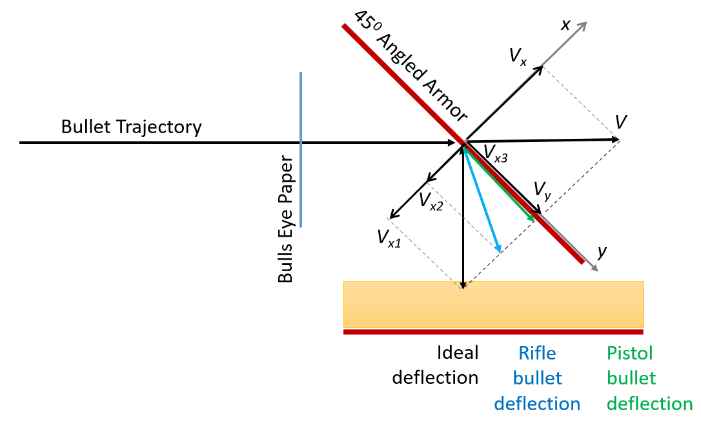 45⁰ Angled Armor
x
Vx
Bullet Trajectory
V
Vx3
Bulls Eye Paper
Vy
Vx2
Vx1
y
Ideal
deflection
Rifle
bullet
deflection
Pistol
bullet
deflection